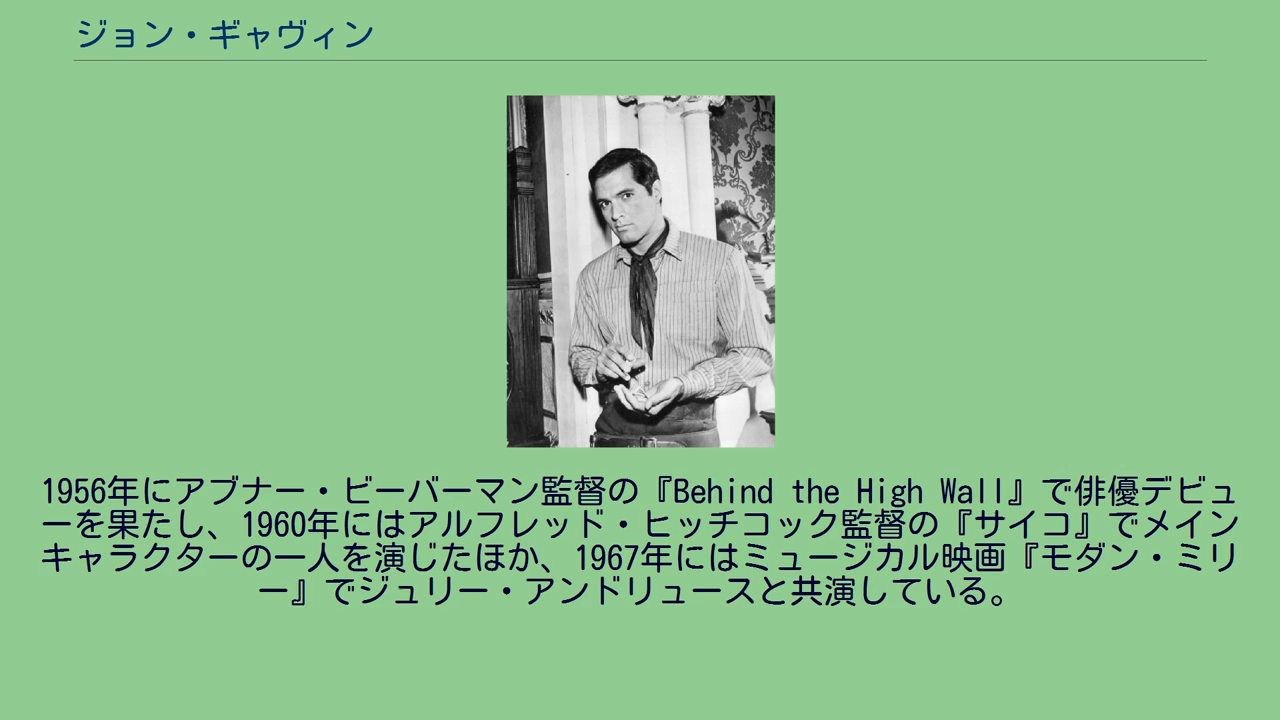 ジョン・ギャヴィン
1956年にアブナー・ビーバーマン監督の『Behind the High Wall』で俳優デビュ
ーを果たし、1960年にはアルフレッド・ヒッチコック監督の『サイコ』でメイン
キャラクターの一人を演じたほか、1967年にはミュージカル映画『モダン・ミリ
ー』でジュリー・アンドリュースと共演している。